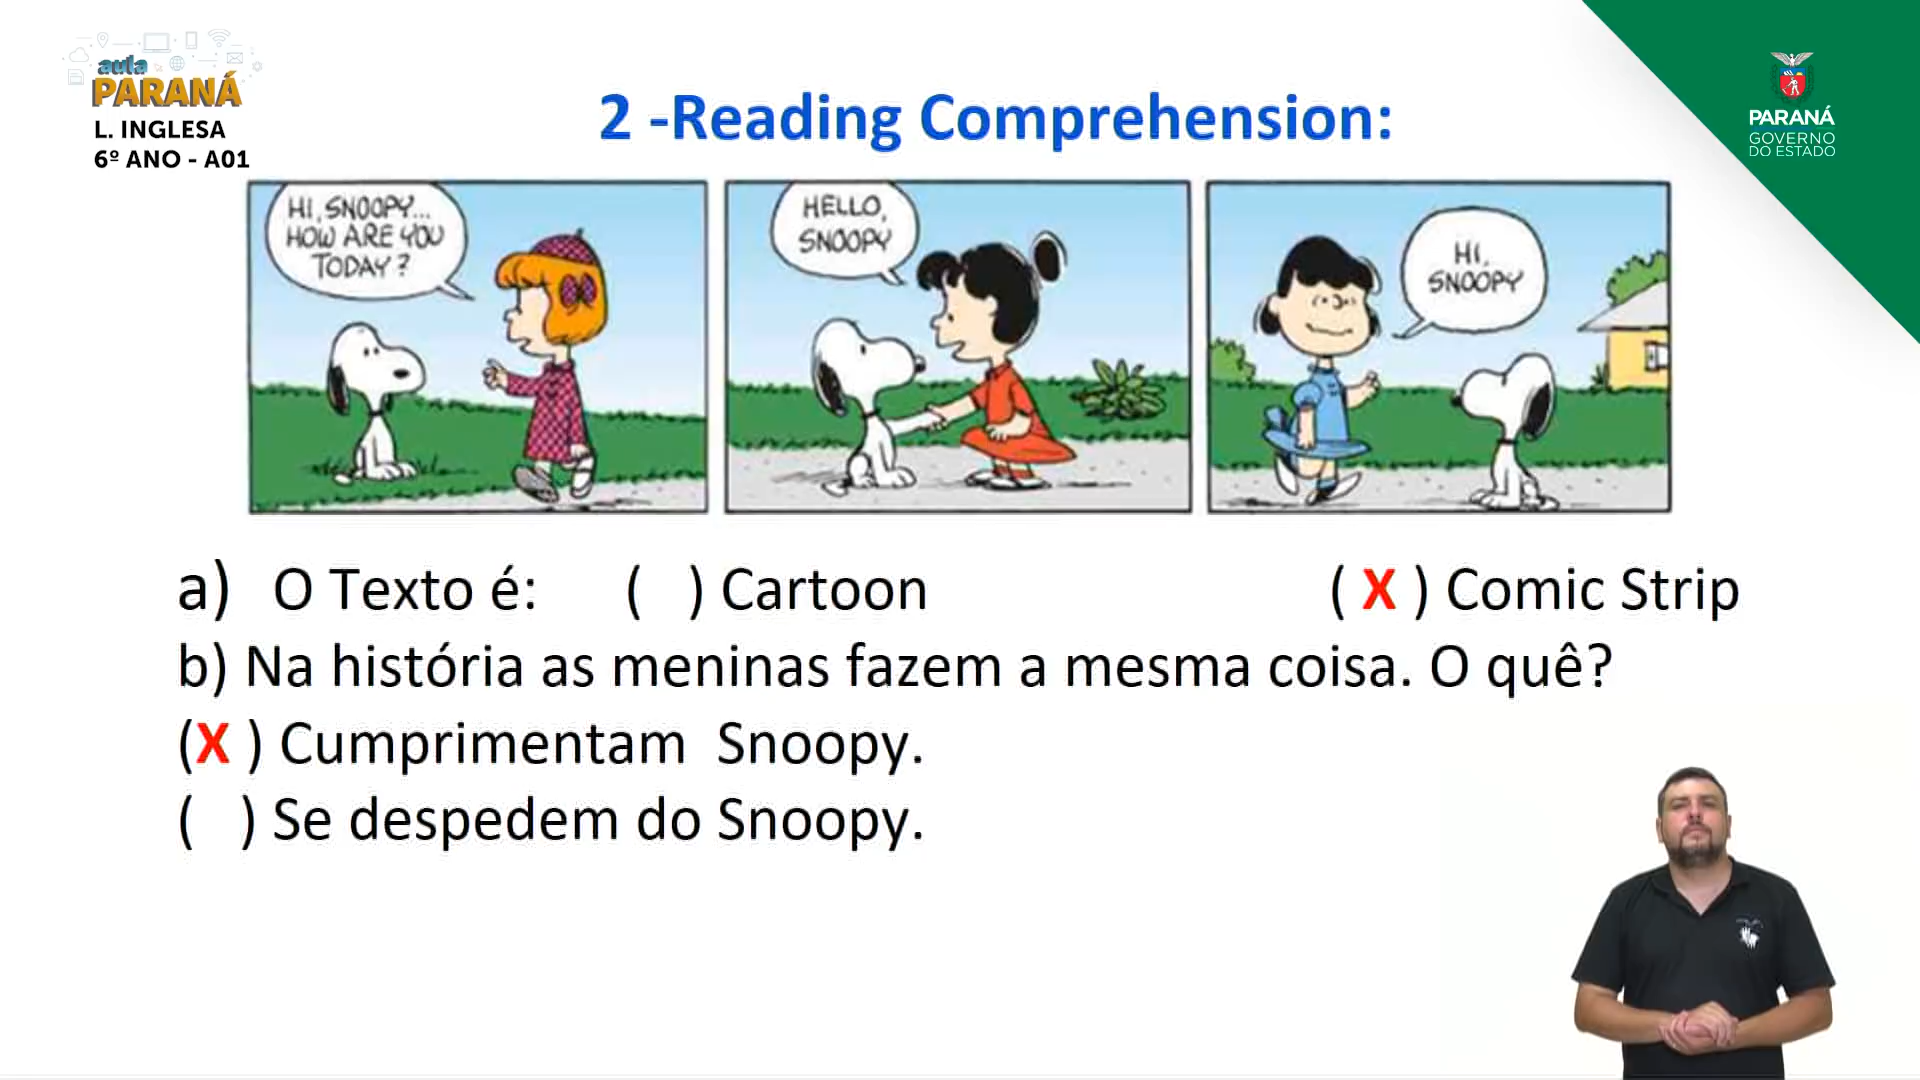 aula
PARANÁ
L. INGLESA
6º ANO - A01
2 -Reading Comprehension:
PARANÁ
GOVERNO
DO ESTADO
HI, SNOOPY...
HOW ARE YOU
TODAY?
HELLO,
SNOOPY
HI,
SNOOPY
a) O Texto é: ( ) Cartoon ( X ) Comic Strip
b) Na história as meninas fazem a mesma coisa. O quê?
(X ) Cumprimentam Snoopy.
( ) Se despedem do Snoopy.